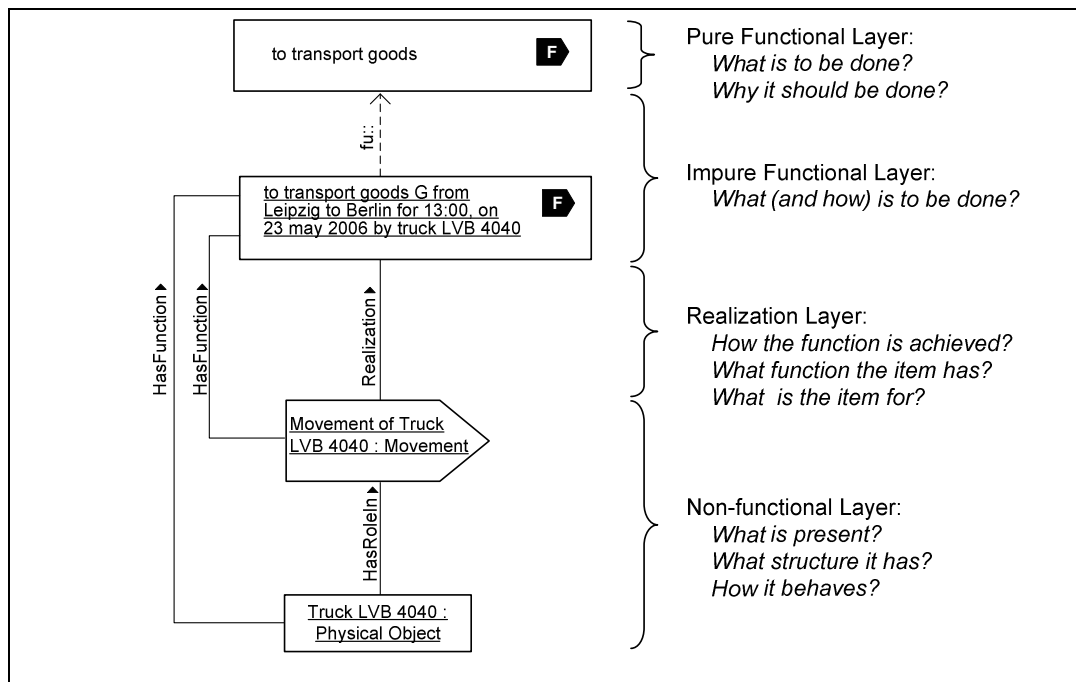 to transport goods
F
Pure Functional Layer:
What is to be done?
Why it should be done?
fu::
Impure Functional Layer:
What (and how) is to be done?
to transport goods G from
Leipzig to Berlin for 13:00, on
23 may 2006 by truck LVB 4040
F
HasFunction
HasFunction
Realization
Realization Layer:
How the function is achieved?
What function the item has?
What is the item for?
Movement of Truck
LVB 4040 : Movement
HasRoleIn
Non-functional Layer:
What is present?
What structure it has?
How it behaves?
Truck LVB 4040 :
Physical Object